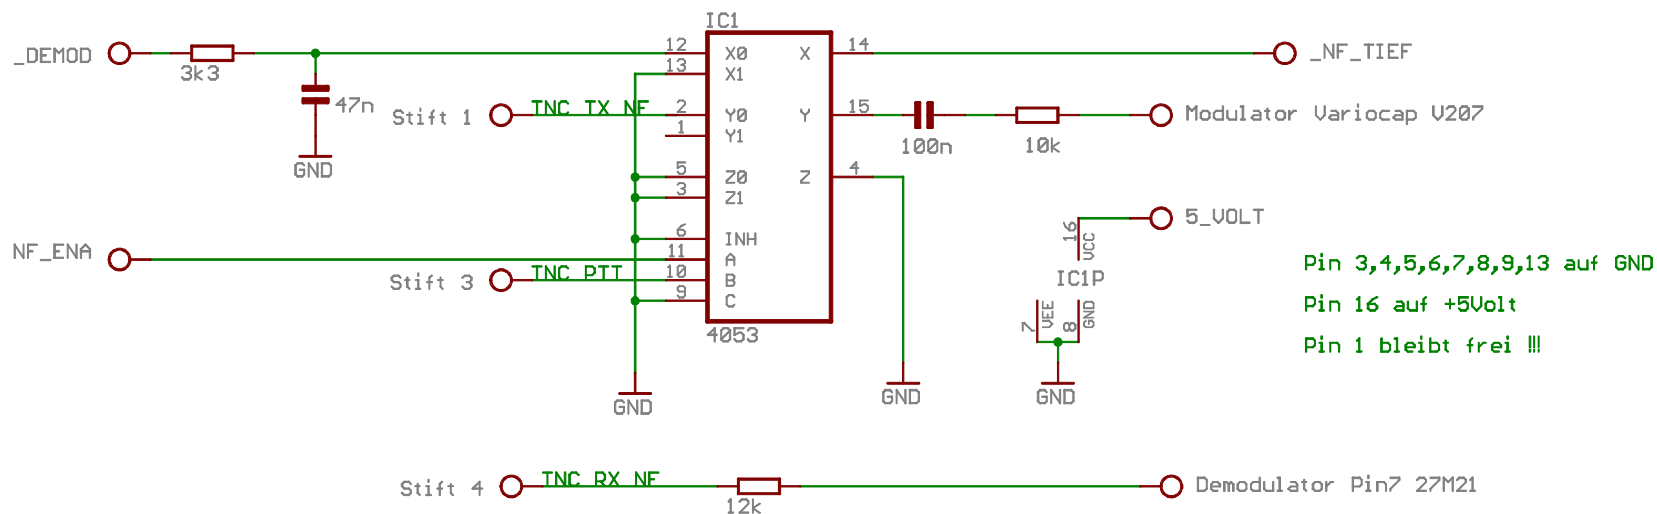 IC1
_DEMOD
3k3
47n
GND
12
X0
X
14
_NF_TIEF
13
X1
Stift 1
TNC TX NF
2
Y0
Y
15
100n
10k
Modulator Variocap V207
1
Y1
5
Z0
Z
4
3
Z1
5_VOLT
6
INH
NF_ENA
11
A
Stift 3
TNC PTT
10
B
9
C
4053
GND
GND
16
VCC
IC1P
7
VEE
8
GND
GND
Pin 3,4,5,6,7,8,9,13 auf GND
Pin 16 auf +5Volt
Pin 1 bleibt frei !!!
Stift 4
TNC RX NF
12k
Demodulator Pin7 27M21